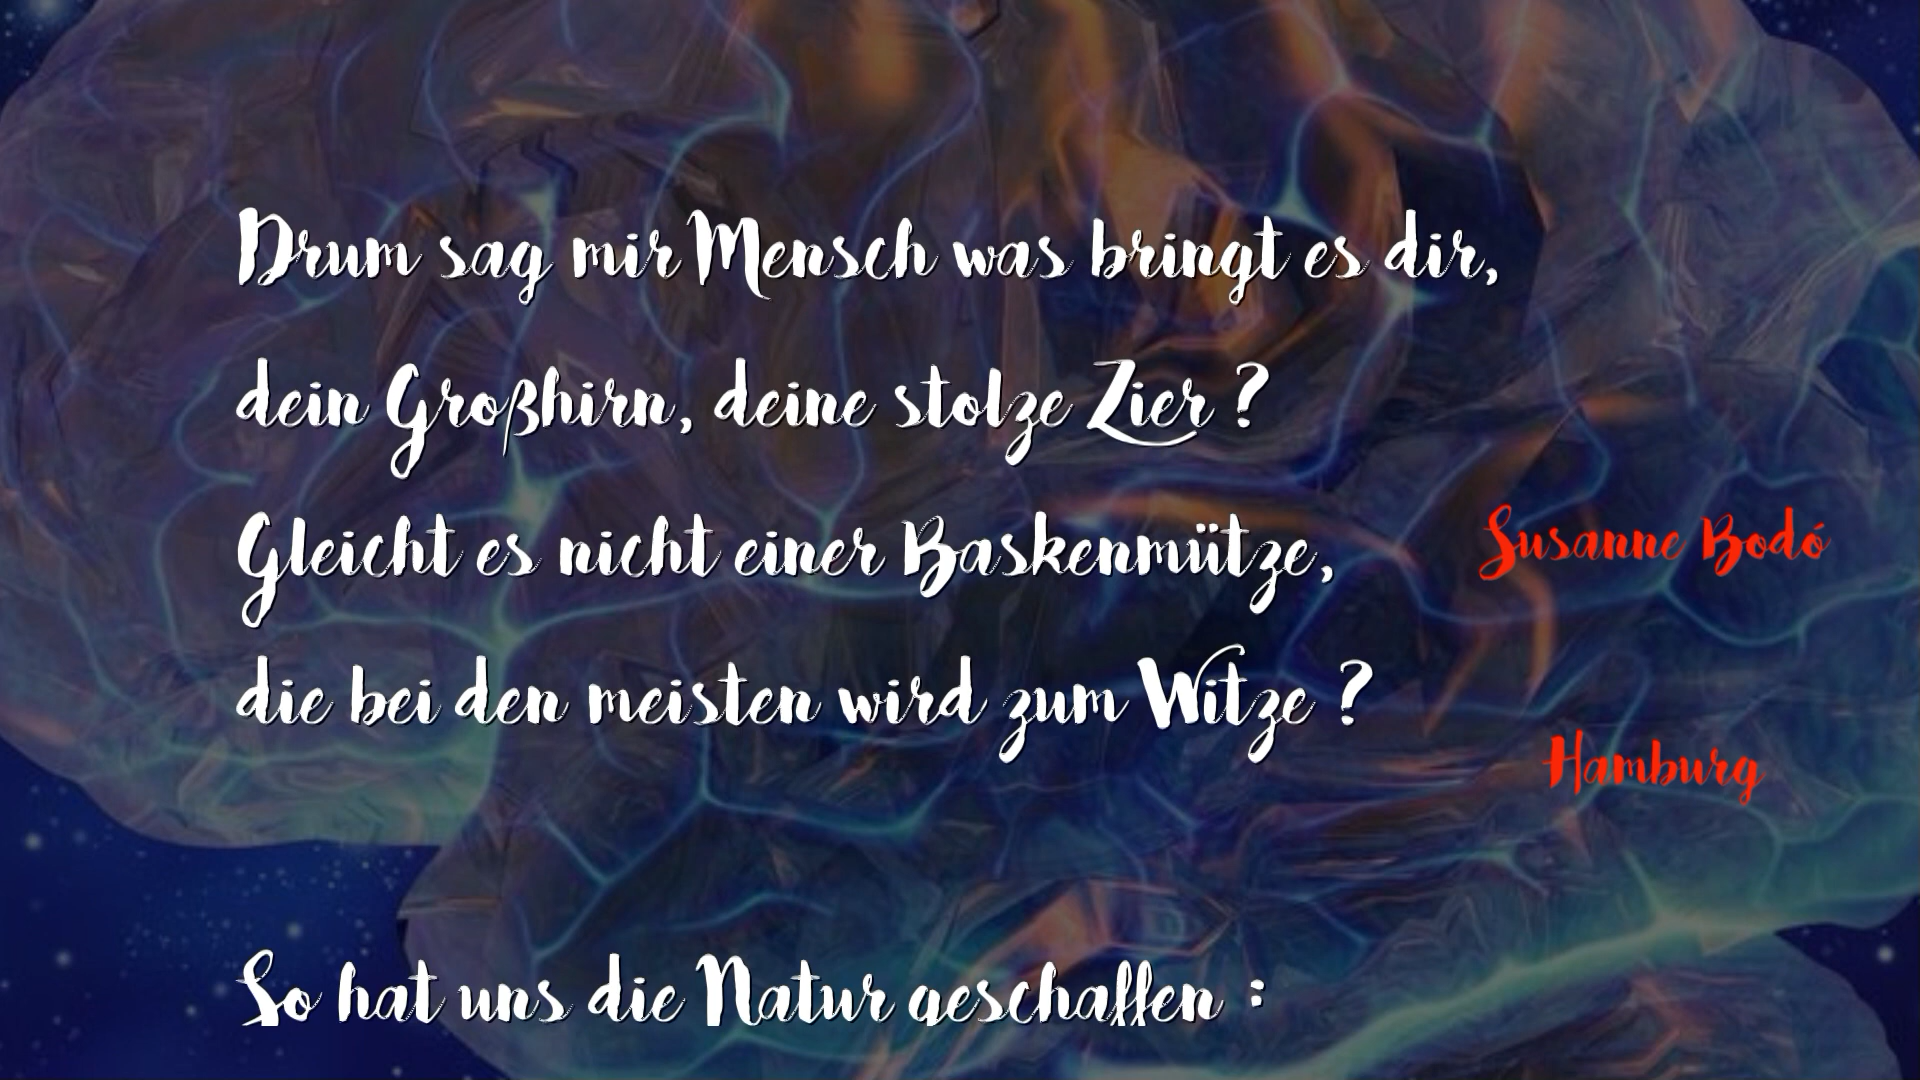 Drum sag mir Mensch was bringt es dir,
dein Großhirn, deine stolze Zier ?
Gleicht es nicht einer Baskenmütze,
die bei den meisten wird zum Witze ?
So hat uns die Natur geschaffen :
Susanne Bodó
Hamburg